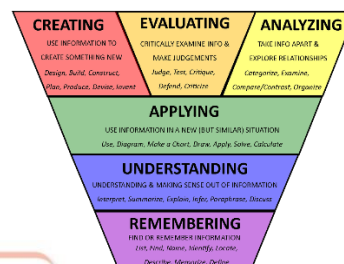 CREATING
USE INFORMATION TO
CREATE SOMETHING NEW
Design, Build, Construct,
Plan, Produce, Devise, Invent
EVALUATING
CRITICALLY EXAMINE INFO &
MAKE JUDGEMENTS
Judge, Test, Critique,
Defend, Criticize
ANALYZING
TAKE INFO APART &
EXPLORE RELATIONSHIPS
Categorize, Examine,
Compare/Contrast, Organize
APPLYING
USE INFORMATION IN A NEW (BUT SIMILAR) SITUATION
Use, Diagram, Make a Chart, Draw, Apply, Solve, Calculate
UNDERSTANDING
UNDERSTANDING & MAKING SENSE OUT OF INFORMATION
Interpret, Summarize, Explain, Infer, Paraphrase, Discuss
REMEMBERING
FIND OR REMEMBER INFORMATION
List, Find, Name, Identify, Locate,
Describe, Memorize, Define